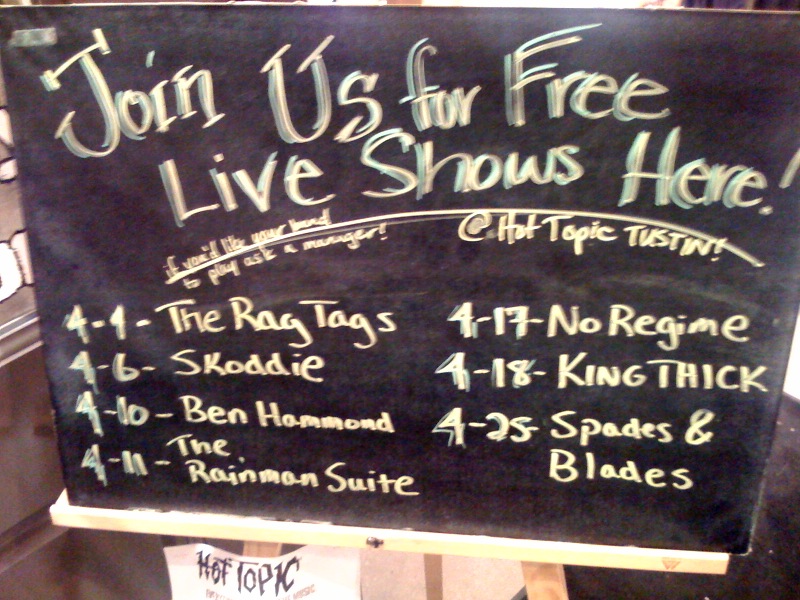 Join Us for Free
Live Shows Here!
if you'd like your band
to play ask a manager!
@ Hot Topic TUSTIN!
4-4- The Rag Tags
4-6- Skoddie
4-10- Ben Hammond
4-11- The
Rainman Suite
4-17- No Regime
4-18- KING THICK
4-25- Spades &
Blades
HOT TOPIC
MUSIC